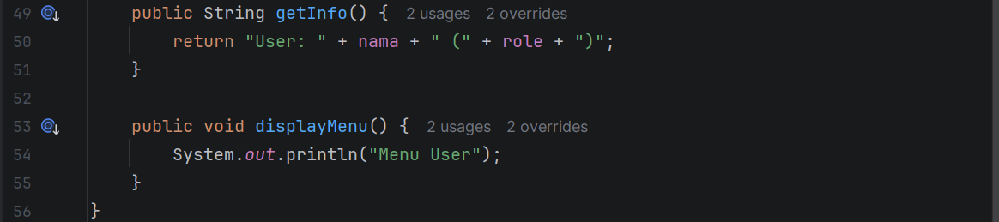 49 public String getInfo() { 2 usages 2 overrides
50 return "User: " + nama + " (" + role + ")";
51 }
52
53 public void displayMenu() { 2 usages 2 overrides
54 System.out.println("Menu User");
55 }
56 }